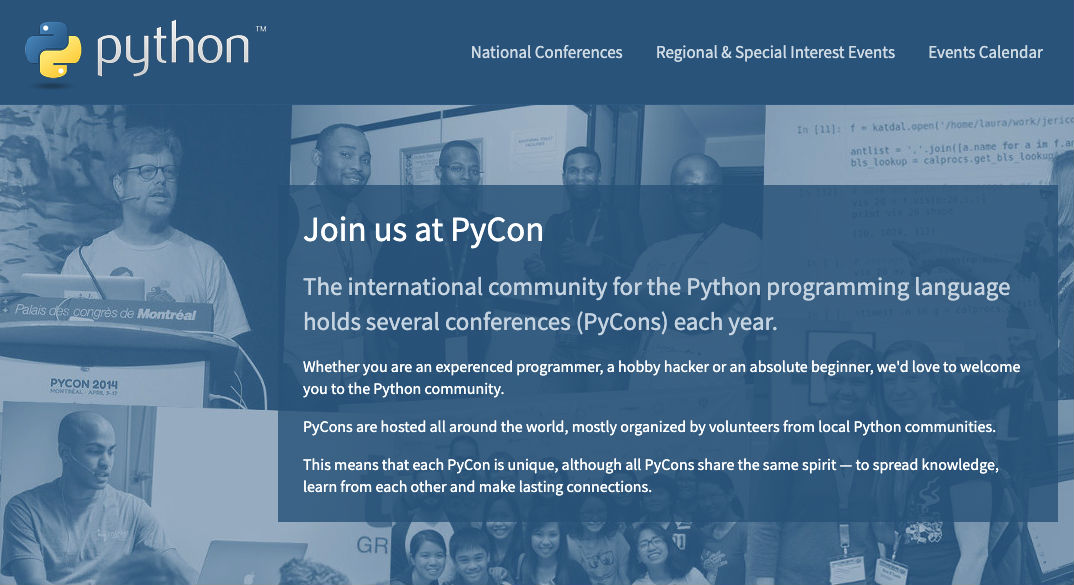 python™
National Conferences
Regional & Special Interest Events
Events Calendar
In [11]: f = katdal.open('/home/laura/work/jerico
antlist = ','.join([a.name for a in f.an
bls_lookup = calprocs.get_bls_lookup
Join us at PyCon
The international community for the Python programming language
holds several conferences (PyCons) each year.
Whether you are an experenced programmer, a hobby hacker or an absolute beginner, we'd love to welcome
you to the Python community.
PyCons are hosted all around the world, mostly organized by volunteers from local Python communities.
This means that each PyCon is unique, although all PyCons share the same spirit — to spread knowledge,
learn from each other and make lasting connections.
Palais des congrès de Montréal
PYCON 2014
MONTRÉAL · APRIL 9-17
GR